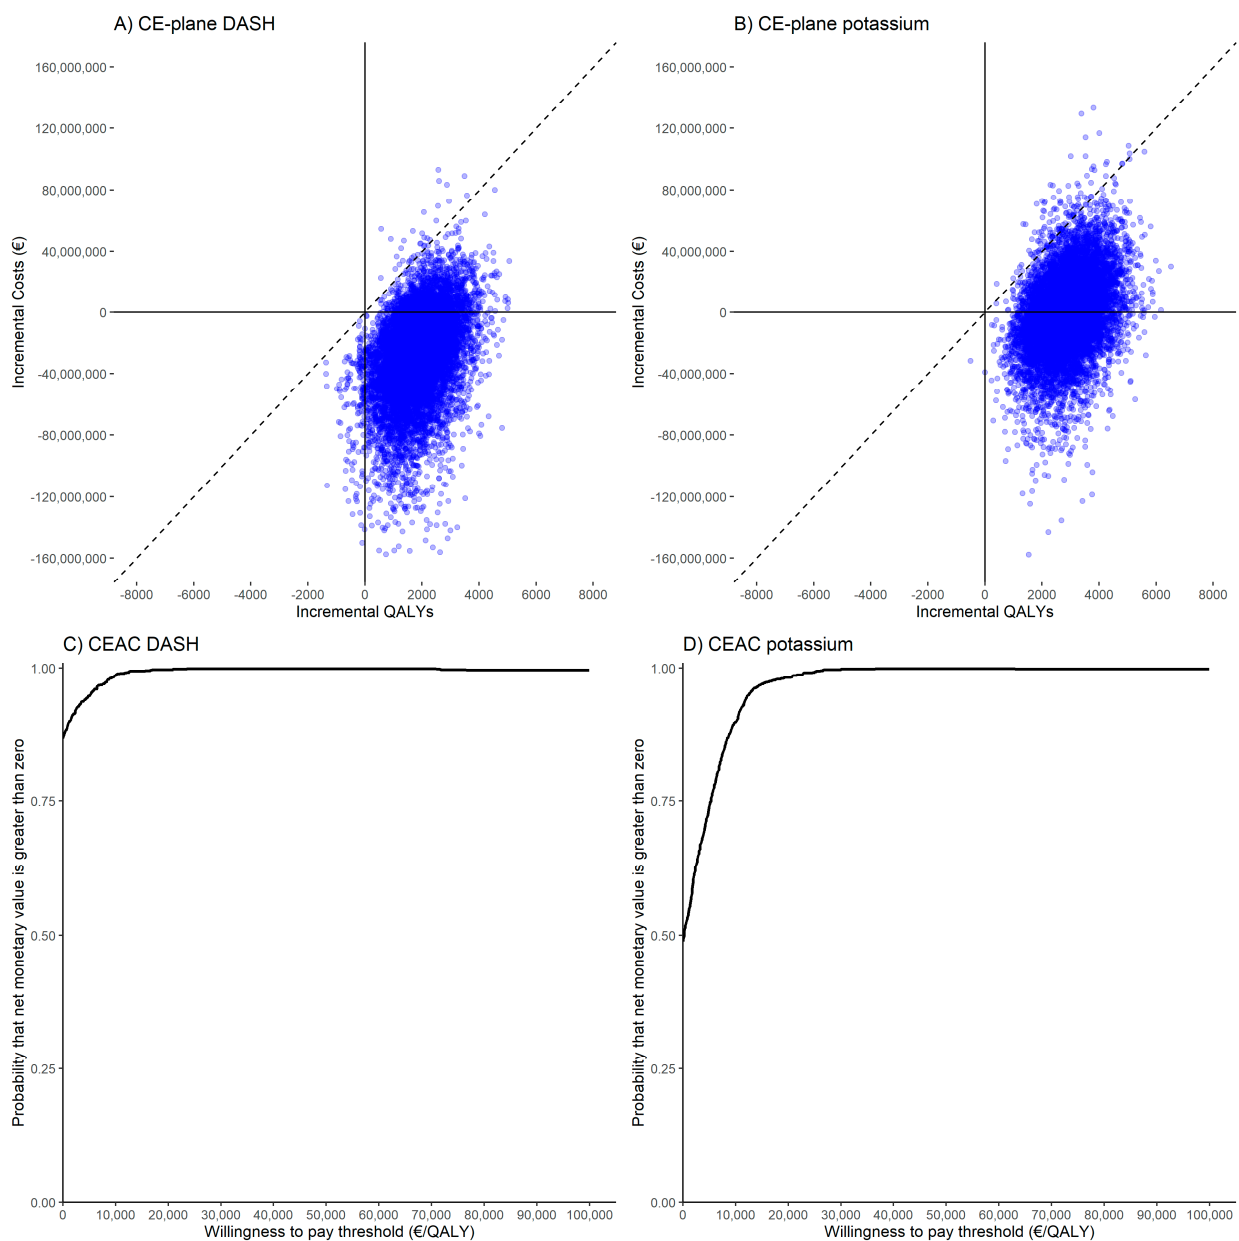 A) CE-plane DASH
160,000,000
120,000,000
80,000,000
40,000,000
0
-40,000,000
-80,000,000
-120,000,000
-160,000,000
Incremental Costs (€)
-8000 -6000 -4000 -2000 0 2000 4000 6000 8000
Incremental QALYs
B) CE-plane potassium
160,000,000
120,000,000
80,000,000
40,000,000
0
-40,000,000
-80,000,000
-120,000,000
-160,000,000
Incremental Costs (€)
-8000 -6000 -4000 -2000 0 2000 4000 6000 8000
Incremental QALYs
C) CEAC DASH
1.00
0.75
0.50
0.25
0.00
Probability that net monetary value is greater than zero
0 10,000 20,000 30,000 40,000 50,000 60,000 70,000 80,000 90,000 100,000
Willingness to pay threshold (€/QALY)
D) CEAC potassium
1.00
0.75
0.50
0.25
0.00
Probability that net monetary value is greater than zero
0 10,000 20,000 30,000 40,000 50,000 60,000 70,000 80,000 90,000 100,000
Willingness to pay threshold (€/QALY)